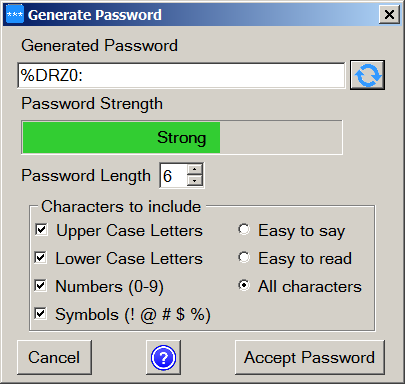 *** Generate Password
Generated Password
%DRZ0:
Password Strength
Strong
Password Length 6
Characters to include
Upper Case Letters
Easy to say
Lower Case Letters
Easy to read
Numbers (0-9)
All characters
Symbols (! @ # $ %)
Cancel
?
Accept Password